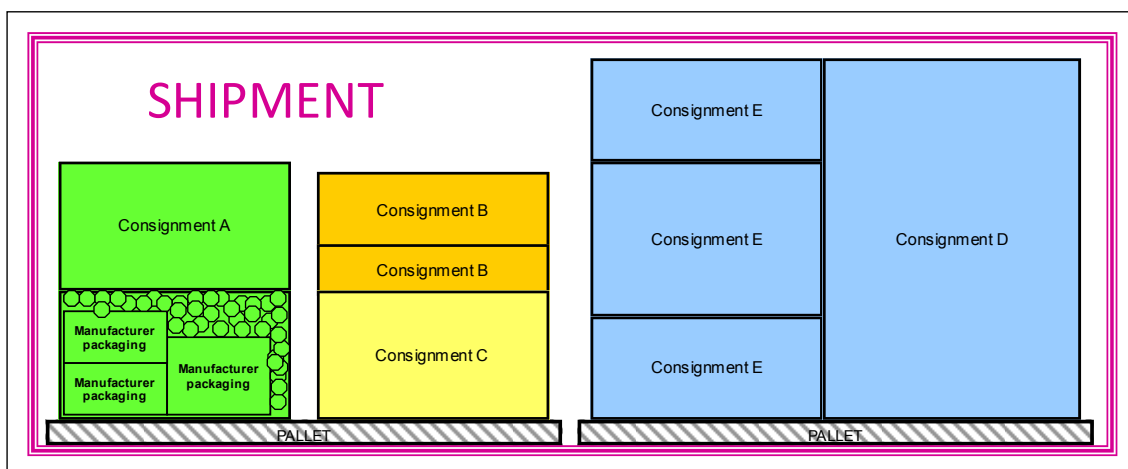 SHIPMENT
Consignment A
Manufacturer
packaging
Manufacturer
packaging
Manufacturer
packaging
Consignment B
Consignment B
Consignment C
PALLET
Consignment E
Consignment E
Consignment E
Consignment D
PALLET